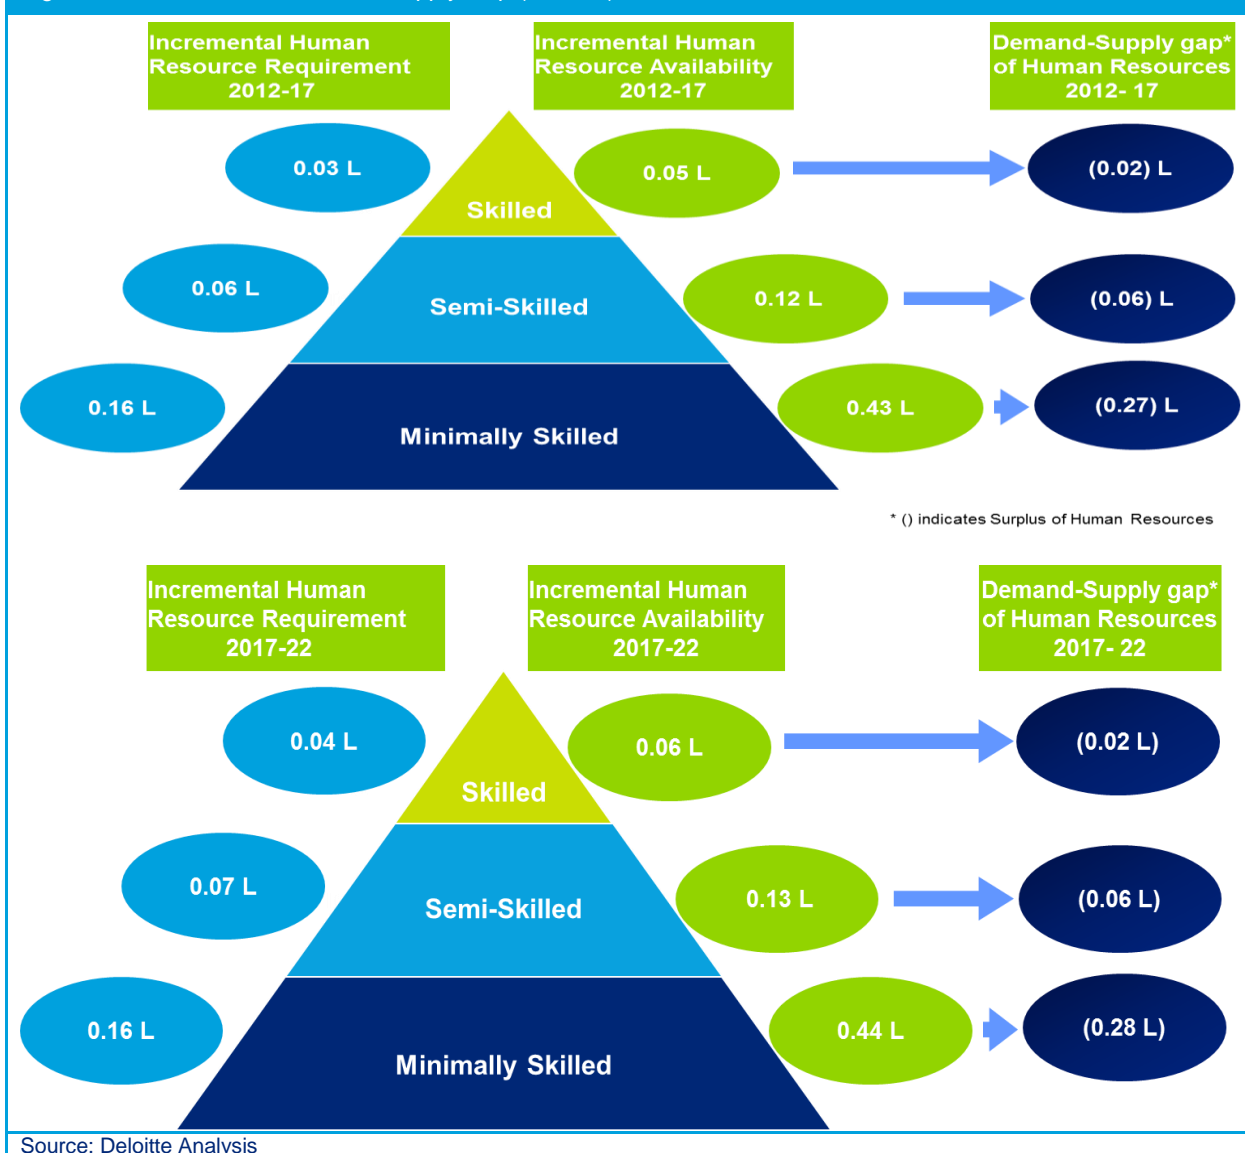 Incremental Human
Resource Requirement
2012-17
Incremental Human
Resource Availability
2012-17
Demand-Supply gap*
of Human Resources
2012- 17
0.03 L
Skilled
0.05 L
(0.02) L
0.06 L
Semi-Skilled
0.12 L
(0.06) L
0.16 L
Minimally Skilled
0.43 L
(0.27) L
* () indicates Surplus of Human Resources
Incremental Human
Resource Requirement
2017-22
Incremental Human
Resource Availability
2017-22
Demand-Supply gap*
of Human Resources
2017- 22
0.04 L
Skilled
0.06 L
(0.02 L)
0.07 L
Semi-Skilled
0.13 L
(0.06 L)
0.16 L
Minimally Skilled
0.44 L
(0.28 L)
Source: Deloitte Analysis